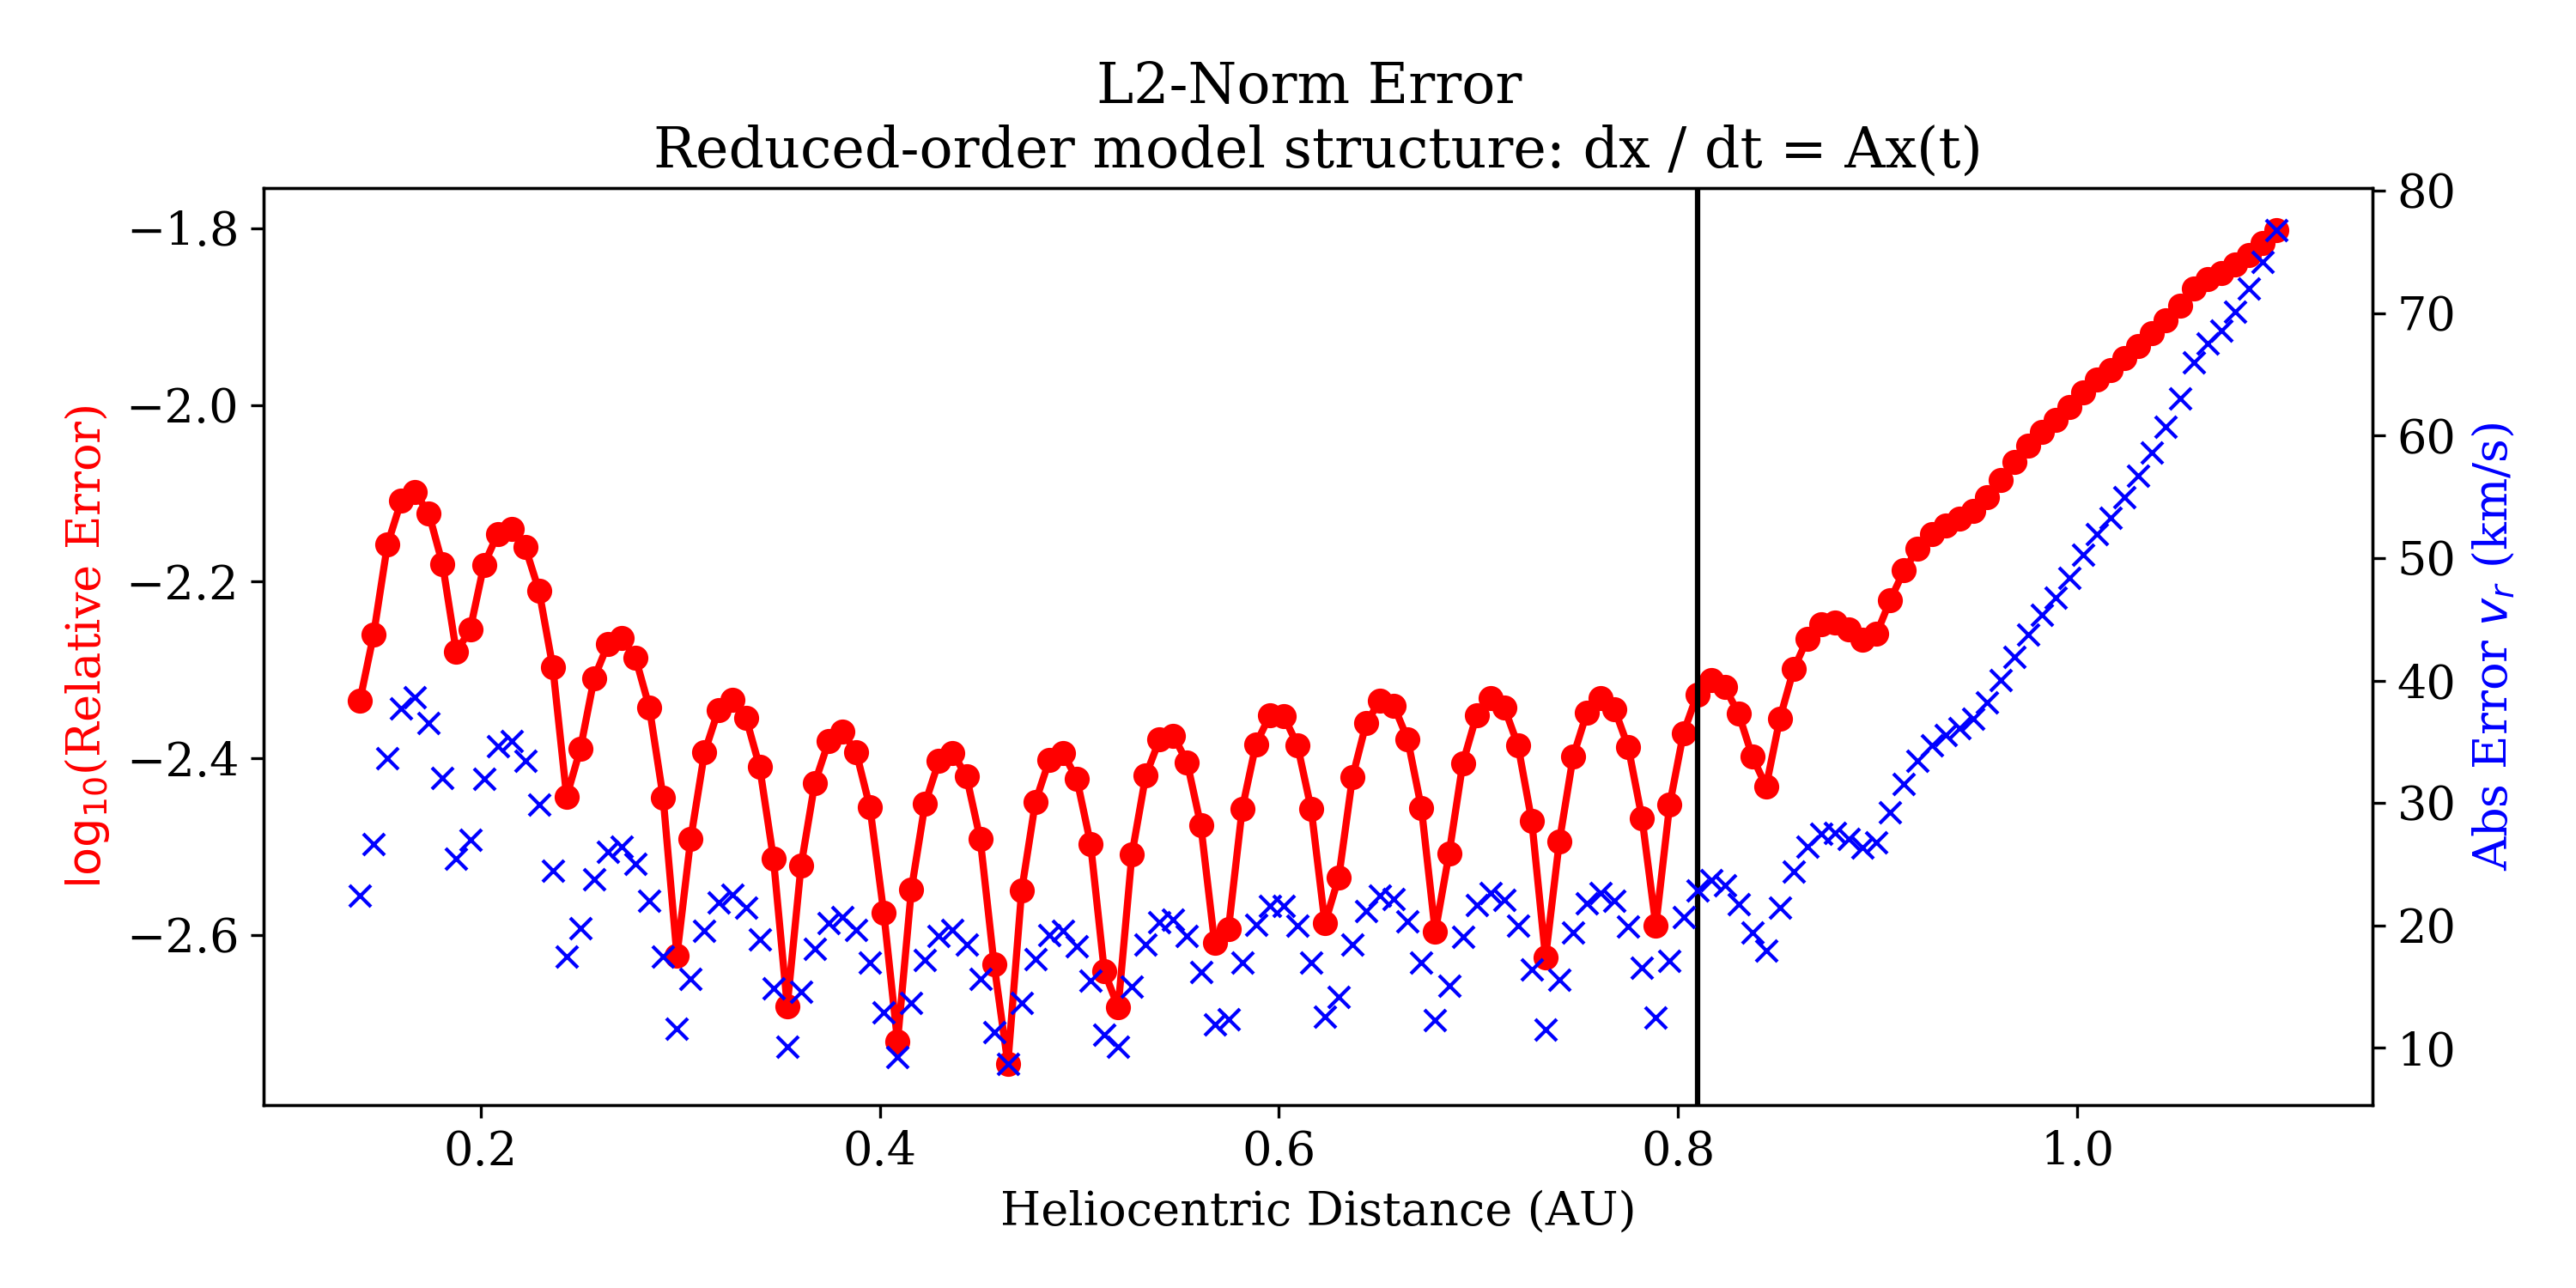 L2-Norm Error
Reduced-order model structure: dx / dt = Ax(t)
log₁₀(Relative Error)
−1.8
−2.0
−2.2
−2.4
−2.6
80
70
60
50
40
30
20
10
Abs Error vᵣ (km/s)
0.2 0.4 0.6 0.8 1.0
Heliocentric Distance (AU)